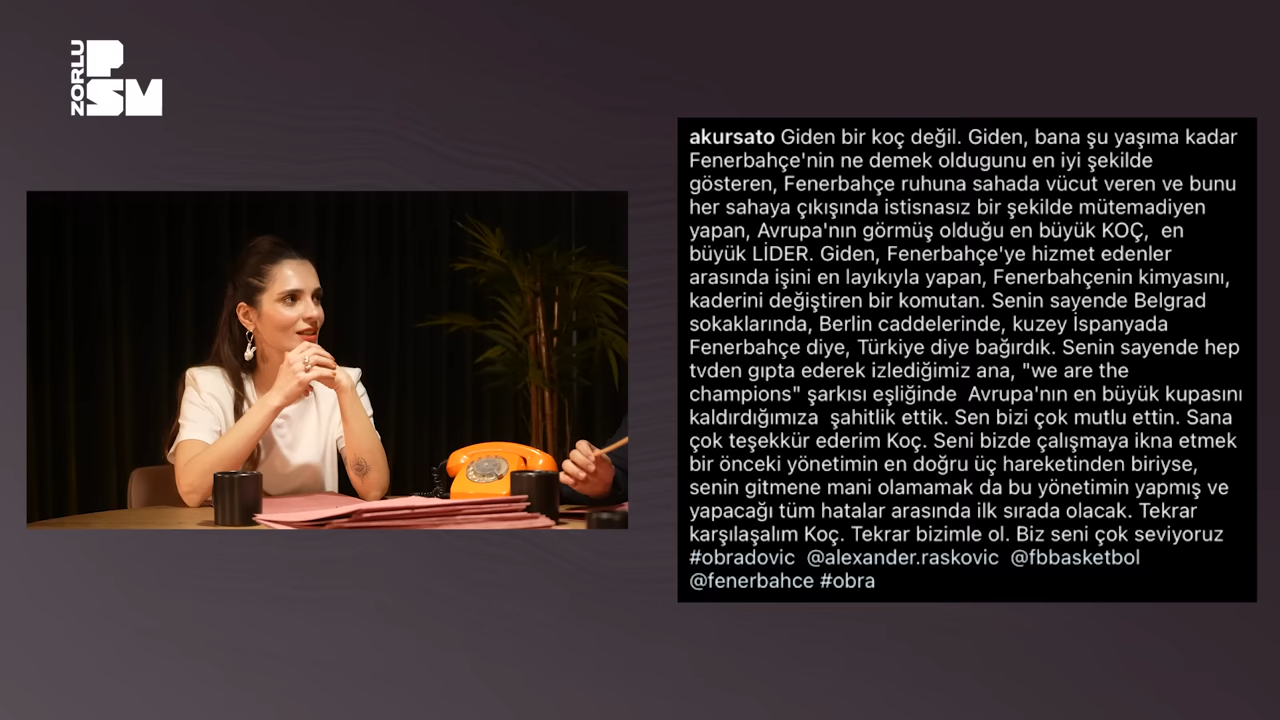 ZORLU
PSM
akursato Giden bir koç değil. Giden, bana şu yaşıma kadar
Fenerbahçe'nin ne demek oldugunu en iyi şekilde
gösteren, Fenerbahçe ruhuna sahada vücut veren ve bunu
her sahaya çıkışında istisnasız bir şekilde mütemadiyen
yapan, Avrupa'nın görmüş olduğu en büyük KOÇ, en
büyük LİDER. Giden, Fenerbahçe'ye hizmet edenler
arasında işini en layıkıyla yapan, Fenerbahçenin kimyasını,
kaderini değiştiren bir komutan. Senin sayende Belgrad
sokaklarında, Berlin caddelerinde, kuzey İspanyada
Fenerbahçe diye, Türkiye diye bağırdık. Senin sayende hep
tvden gıpta ederek izlediğimiz ana, "we are the
champions" şarkısı eşliğinde Avrupa'nın en büyük kupasını
kaldırdığımıza şahitlik ettik. Sen bizi çok mutlu ettin. Sana
çok teşekkür ederim Koç. Seni bizde çalışmaya ikna etmek
bir önceki yönetimin en doğru üç hareketinden biriyse,
senin gitmene mani olamamak da bu yönetimin yapmış ve
yapacağı tüm hatalar arasında ilk sırada olacak. Tekrar
karşılaşalım Koç. Tekrar bizimle ol. Biz seni çok seviyoruz
#obradovic @alexander.raskovic @fbbasketbol
@fenerbahce #obra